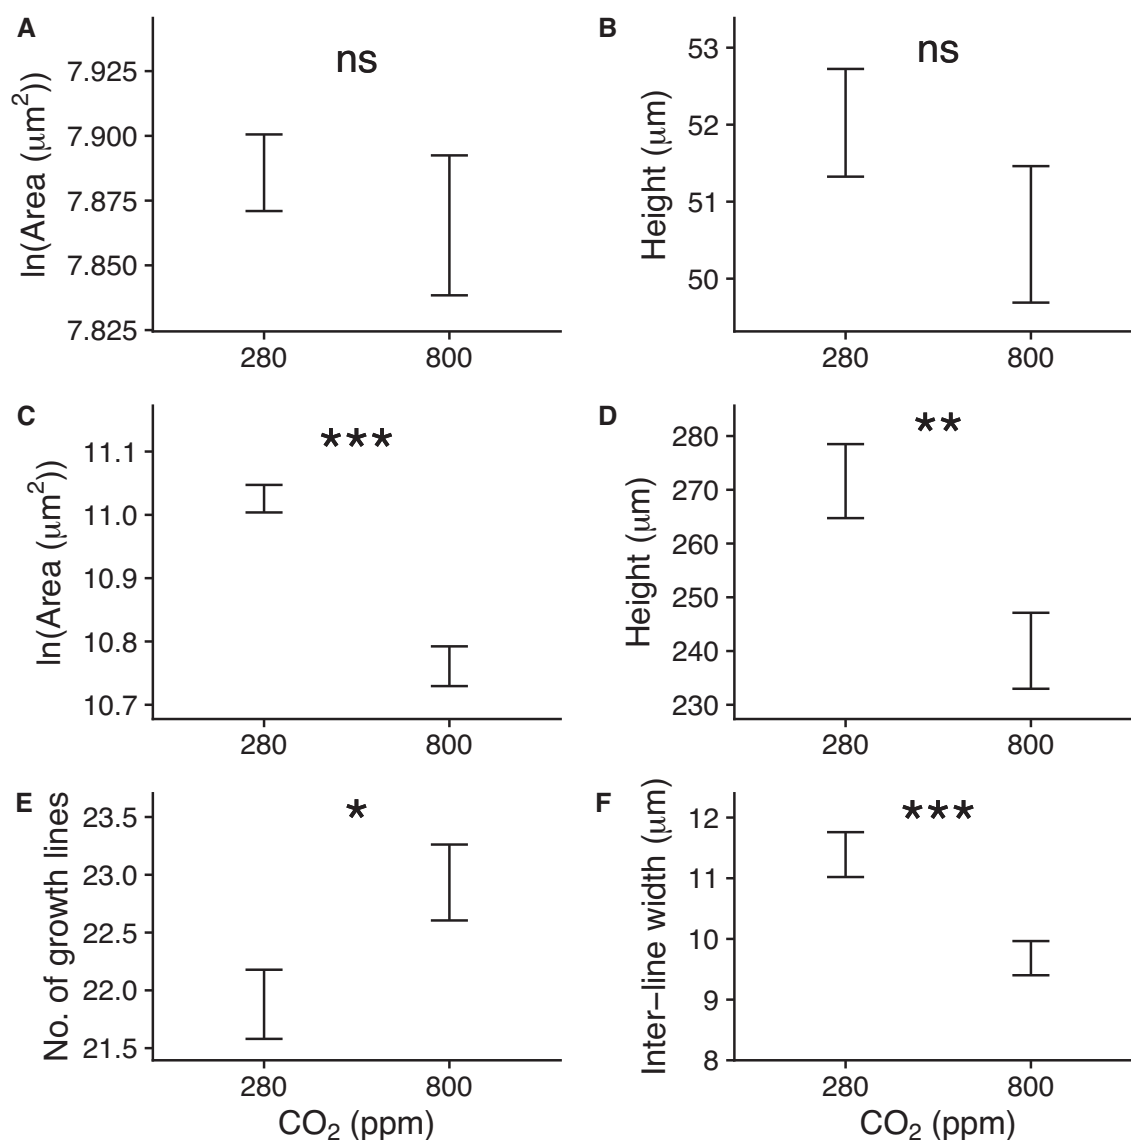 A
ns
ln(Area (μm²))
7.925
7.900
7.875
7.850
7.825
280
800
B
ns
Height (μm)
53
52
51
50
280
800
C
***
ln(Area (μm²))
11.1
11.0
10.9
10.8
10.7
280
800
D
**
Height (μm)
280
270
260
250
240
230
280
800
E
*
No. of growth lines
23.5
23.0
22.5
22.0
21.5
280
800
CO₂ (ppm)
F
***
Inter−line width (μm)
12
11
10
9
8
280
800
CO₂ (ppm)